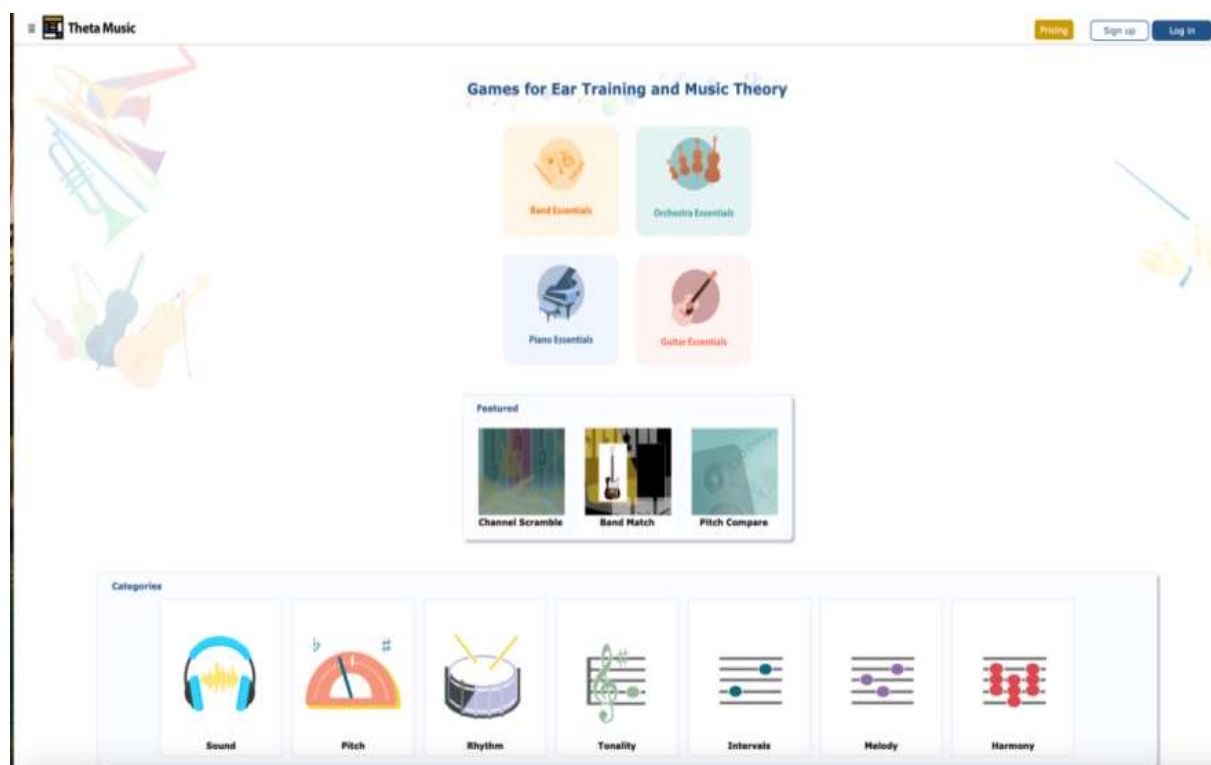 Theta Music
Pricing Sign up Log in
Games for Ear Training and Music Theory
Band Essentials Orchestra Essentials
Piano Essentials Guitar Essentials
Featured
Channel Scramble Band Match Pitch Compare
Categories
Sound Pitch Rhythm Tonality Intervals Melody Harmony